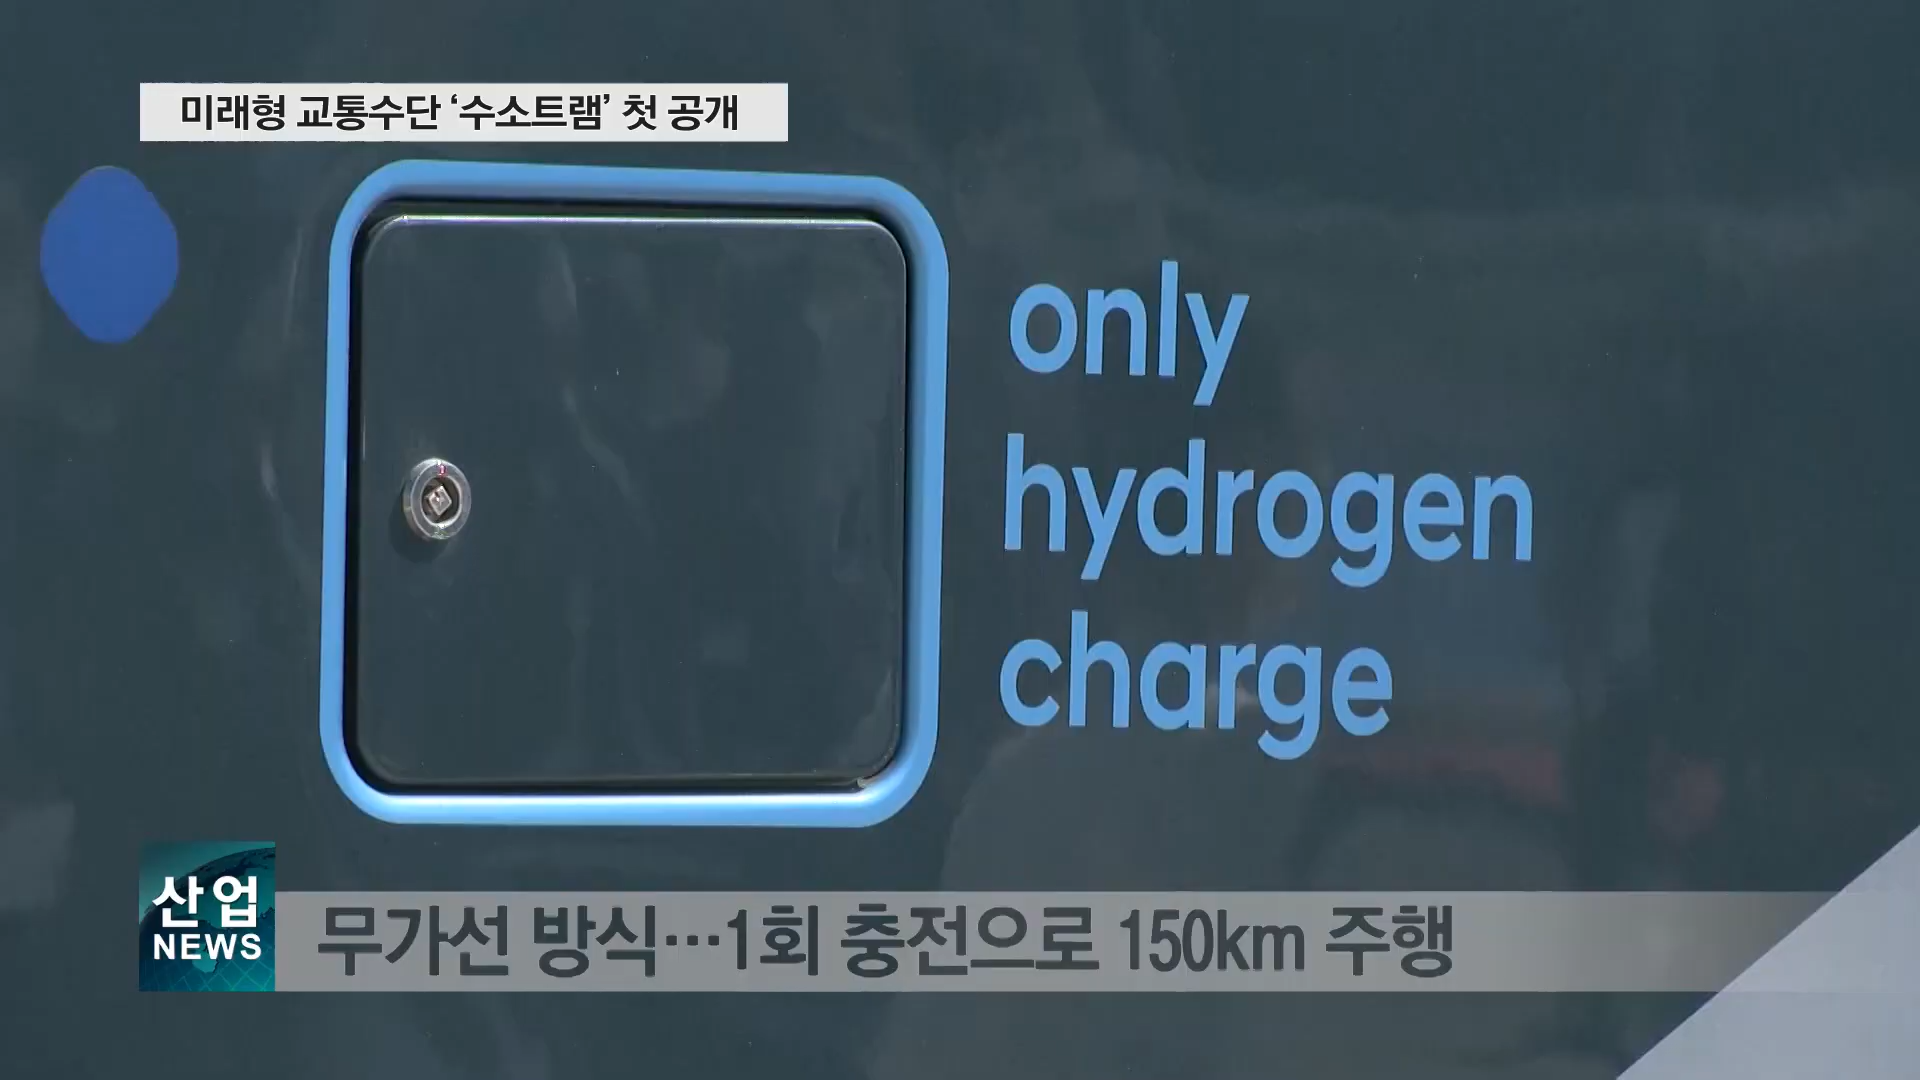 미래형 교통수단 ‘수소트램’ 첫 공개
only
hydrogen
charge
산업
NEWS
무가선 방식…1회 충전으로 150km 주행